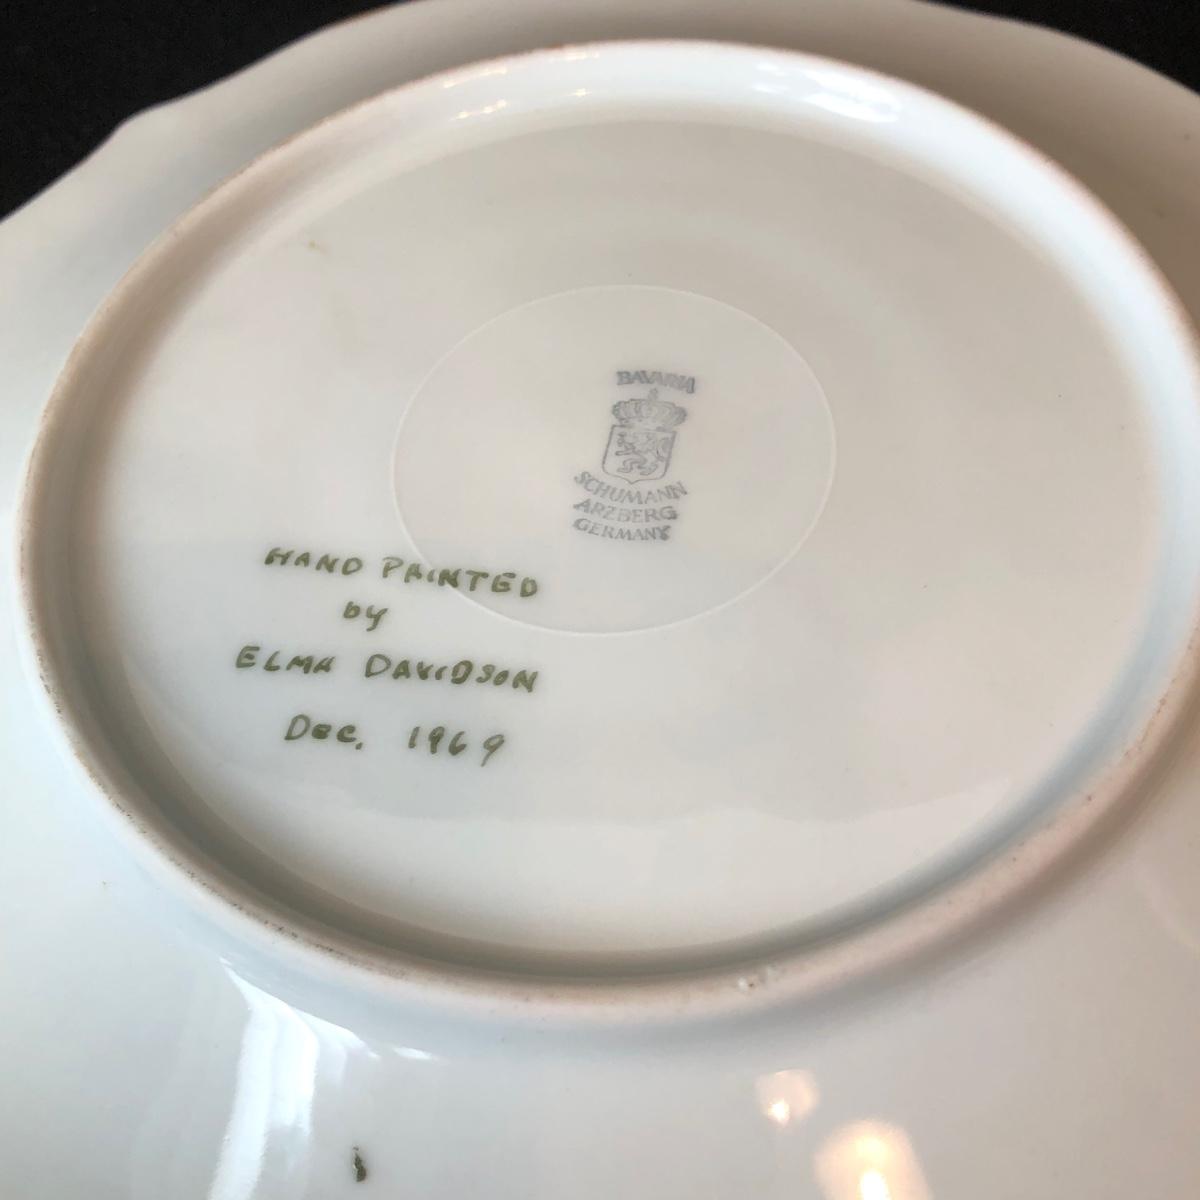 BAVARIA
SCHUMANN
ARZBERG
GERMANY
HAND PAINTED
by
ELMA DAVIDSON
Dec. 1969